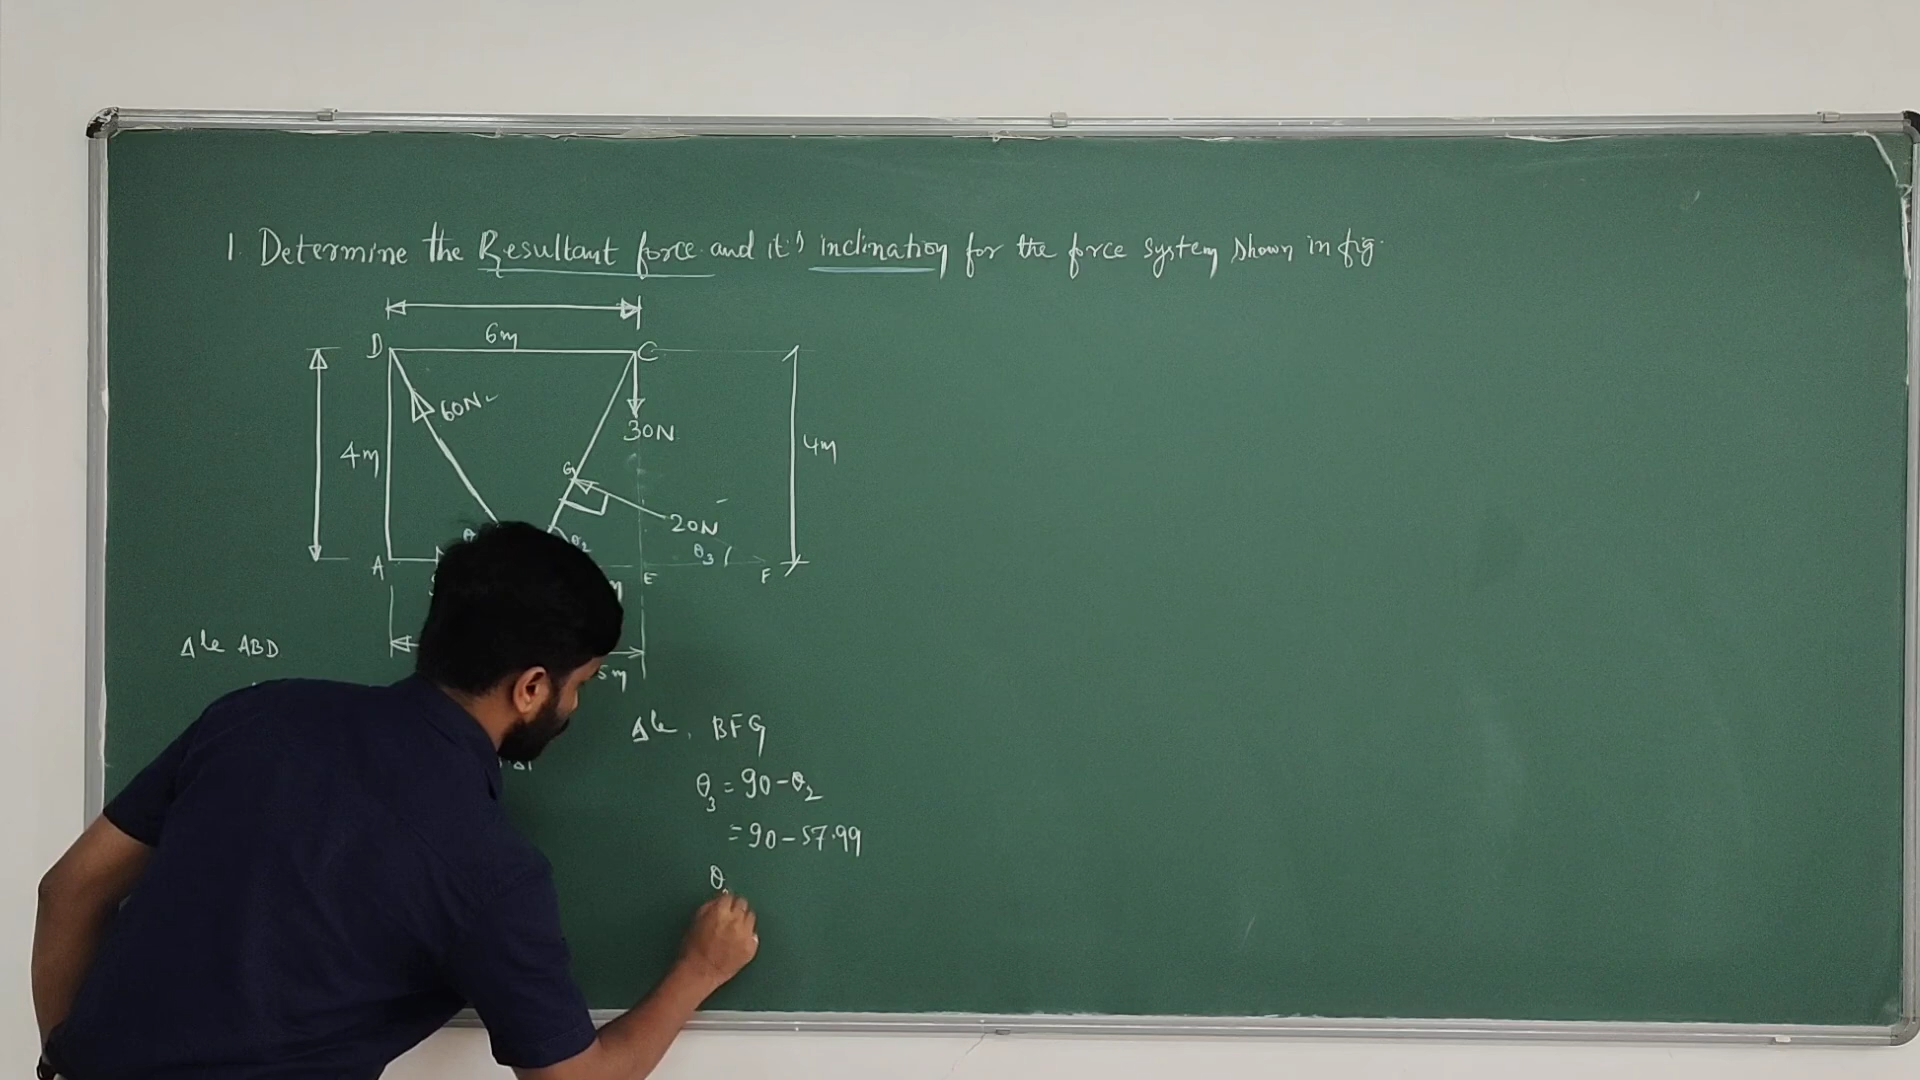 1. Determine the Resultant force and it's inclination for the force system shown in fig.
6m
D
C
60N
30N
4m
4m
G
20N
θ
θ2
θ3
A
E
F
m
5m
Δle ABD
Δle, BFG
θ3 = 90-θ2
= 90-57.99
θ